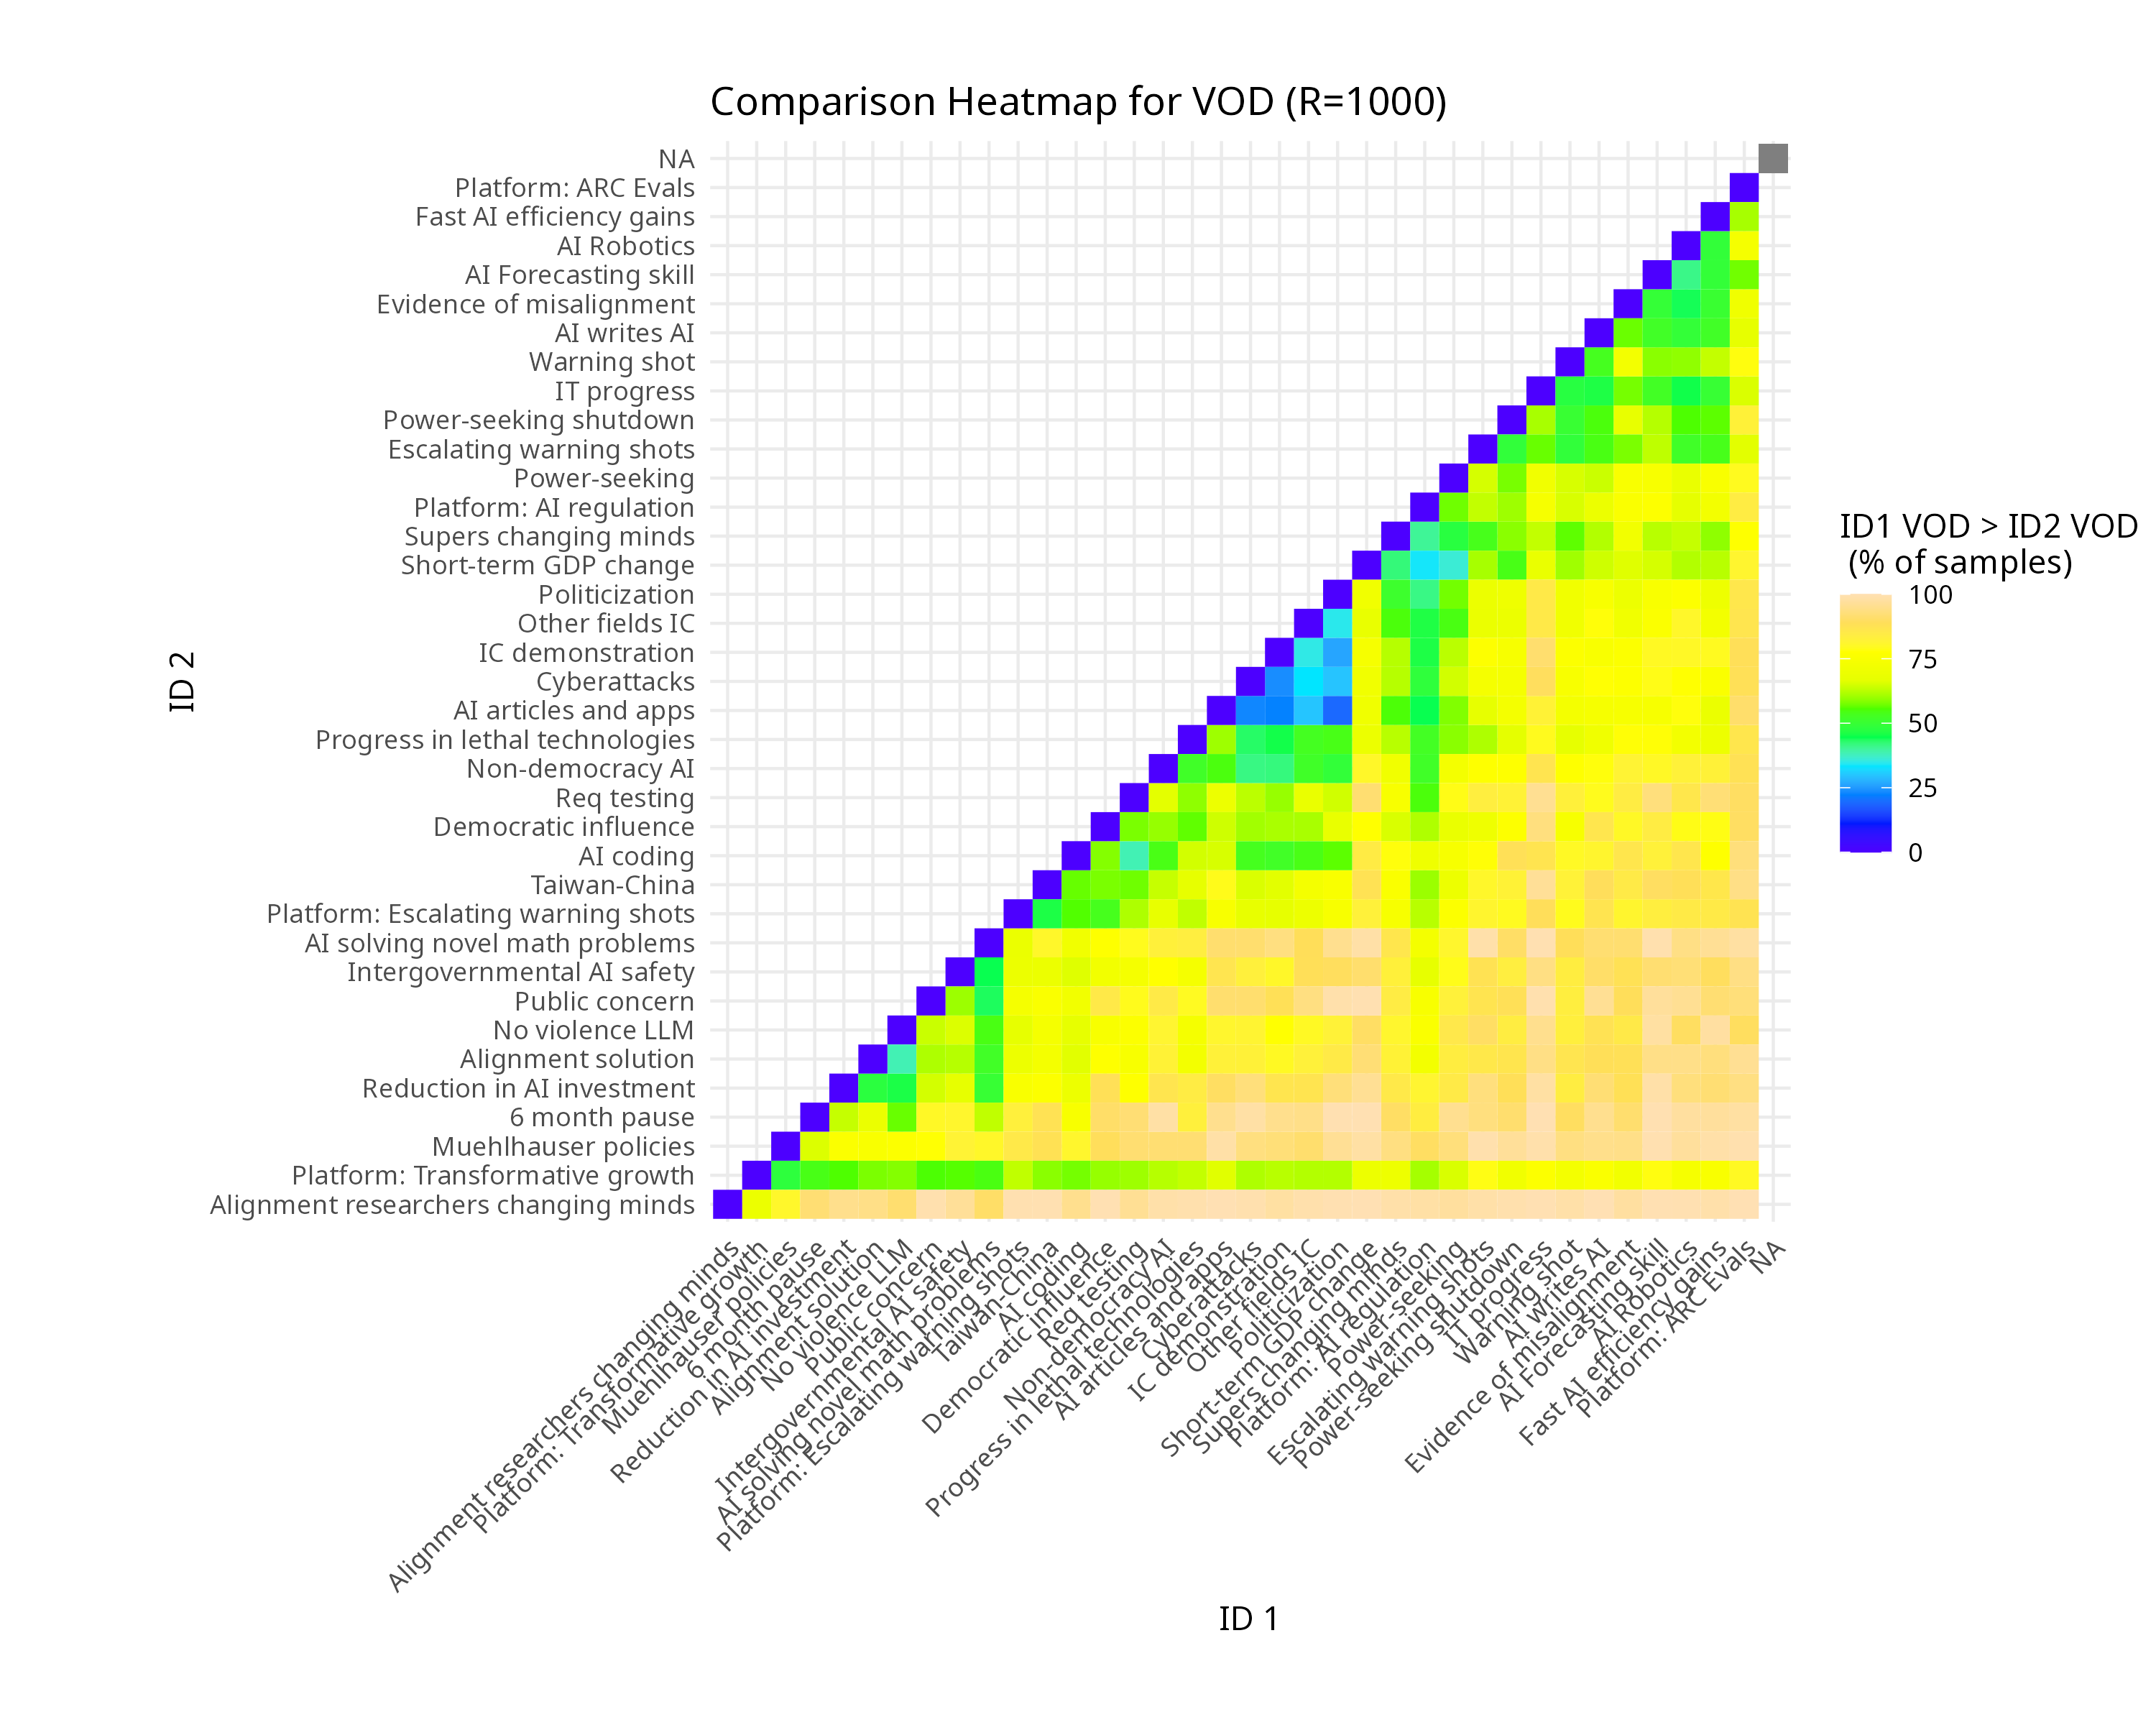 Comparison Heatmap for VOD (R=1000)
NA
Platform: ARC Evals
Fast AI efficiency gains
AI Robotics
AI Forecasting skill
Evidence of misalignment
AI writes AI
Warning shot
IT progress
Power-seeking shutdown
Escalating warning shots
Power-seeking
Platform: AI regulation
Supers changing minds
Short-term GDP change
Politicization
Other fields IC
IC demonstration
Cyberattacks
AI articles and apps
Progress in lethal technologies
Non-democracy AI
Req testing
Democratic influence
AI coding
Taiwan-China
Platform: Escalating warning shots
AI solving novel math problems
Intergovernmental AI safety
Public concern
No violence LLM
Alignment solution
Reduction in AI investment
6 month pause
Muehlhauser policies
Platform: Transformative growth
Alignment researchers changing minds
ID 2
Alignment researchers changing minds
Platform: Transformative growth
Muehlhauser policies
6 month pause
Reduction in AI investment
Alignment solution
No violence LLM
Public concern
Intergovernmental AI safety
AI solving novel math problems
Platform: Escalating warning shots
Taiwan-China
AI coding
Democratic influence
Req testing
Non-democracy AI
Progress in lethal technologies
AI articles and apps
Cyberattacks
IC demonstration
Other fields IC
Politicization
Short-term GDP change
Supers changing minds
Platform: AI regulation
Power-seeking
Escalating warning shots
Power-seeking shutdown
IT progress
Warning shot
AI writes AI
Evidence of misalignment
AI Forecasting skill
AI Robotics
Fast AI efficiency gains
Platform: ARC Evals
NA
ID 1
ID1 VOD > ID2 VOD
(% of samples)
100
75
50
25
0